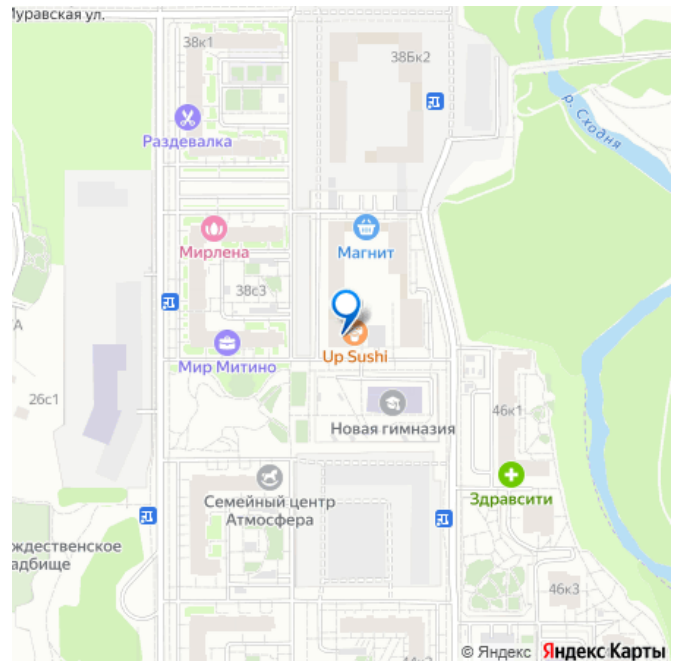 Муравская ул.
38к1
38Бк2
р. Сходня
Раздевалка
Мирлена
Магнит
38с3
Up Sushi
Мир Митино
26с1
46к1
Новая гимназия
Здравсити
Семейный центр
Атмосфера
ждественское
адбище
46к3
© Яндекс Яндекс Карты